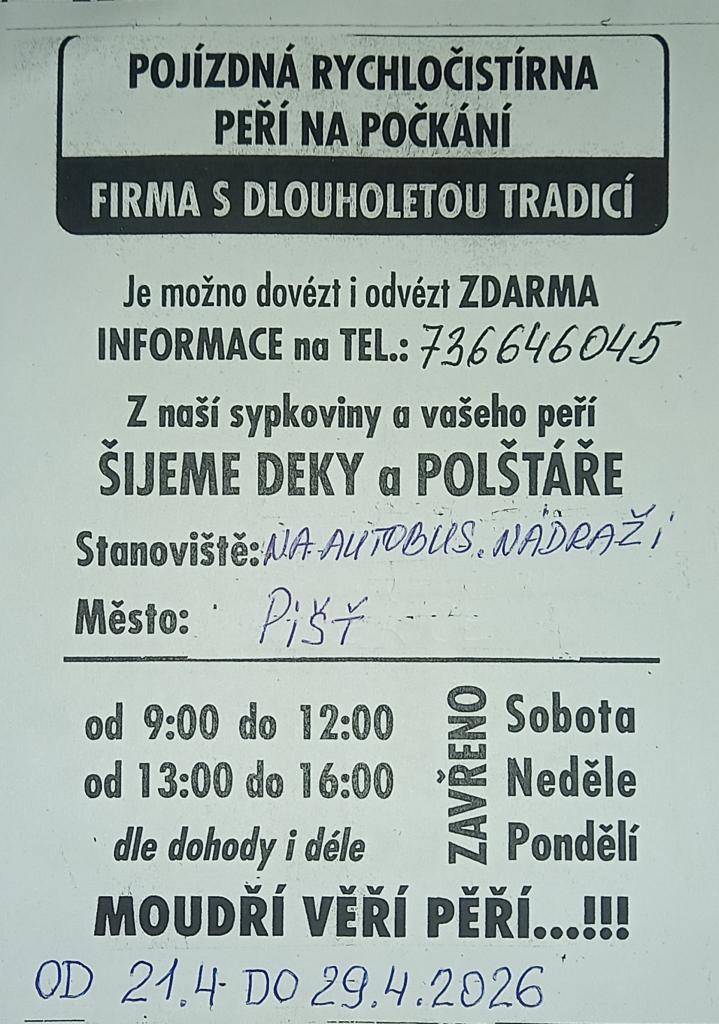 POJÍZDNÁ RYCHLOČISTÍRNA
PEŘÍ NA POČKÁNÍ
FIRMA S DLOUHOLETOU TRADICÍ
Je možno dovézt i odvézt ZDARMA
INFORMACE na TEL.: 736646045
Z naší sypkoviny a vašeho peří
ŠIJEME DEKY a POLŠTÁŘE
Stanoviště: NA AUTOBUS. NÁDRAŽÍ
Město: PIŠŤ
od 9:00 do 12:00
od 13:00 do 16:00
dle dohody i déle
ZAVŘENO
Sobota
Neděle
Pondělí
MOUDŘÍ VĚŘÍ PĚŘÍ...!!!
OD 21.4 DO 29.4.2026